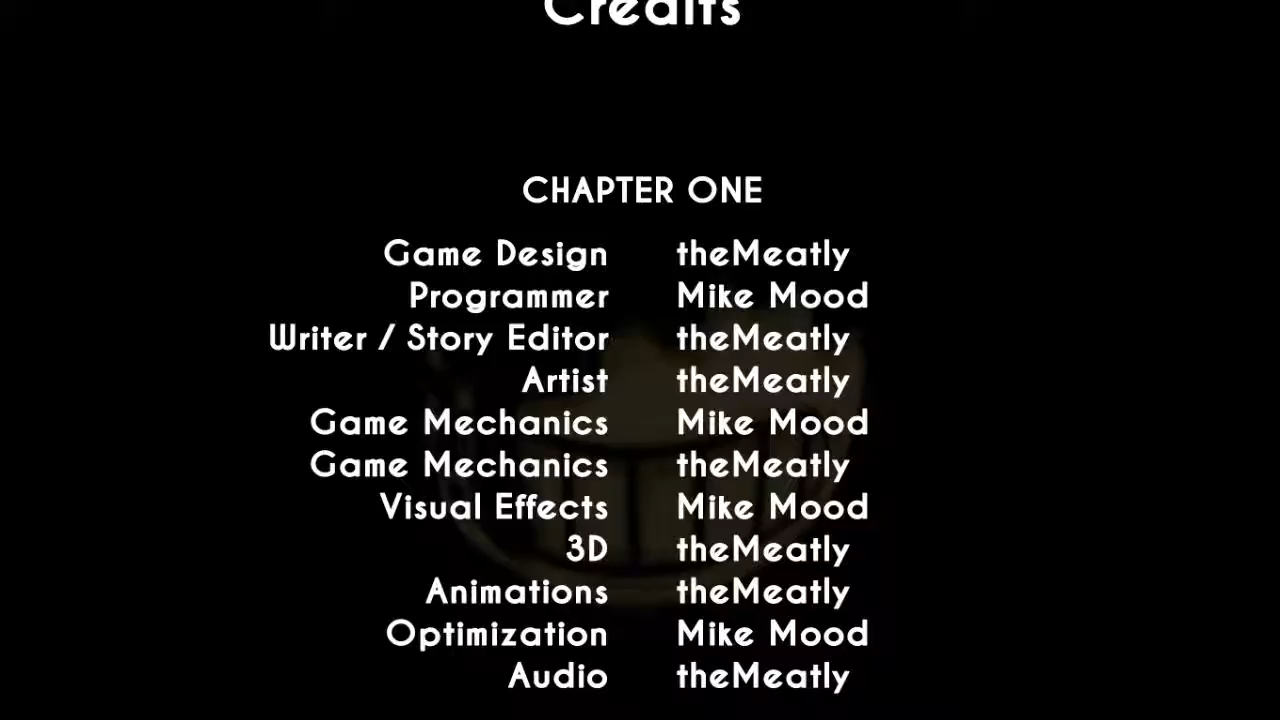 Credits
CHAPTER ONE
Game Design theMeatly
Programmer Mike Mood
Writer / Story Editor theMeatly
Artist theMeatly
Game Mechanics Mike Mood
Game Mechanics theMeatly
Visual Effects Mike Mood
3D theMeatly
Animations theMeatly
Optimization Mike Mood
Audio theMeatly